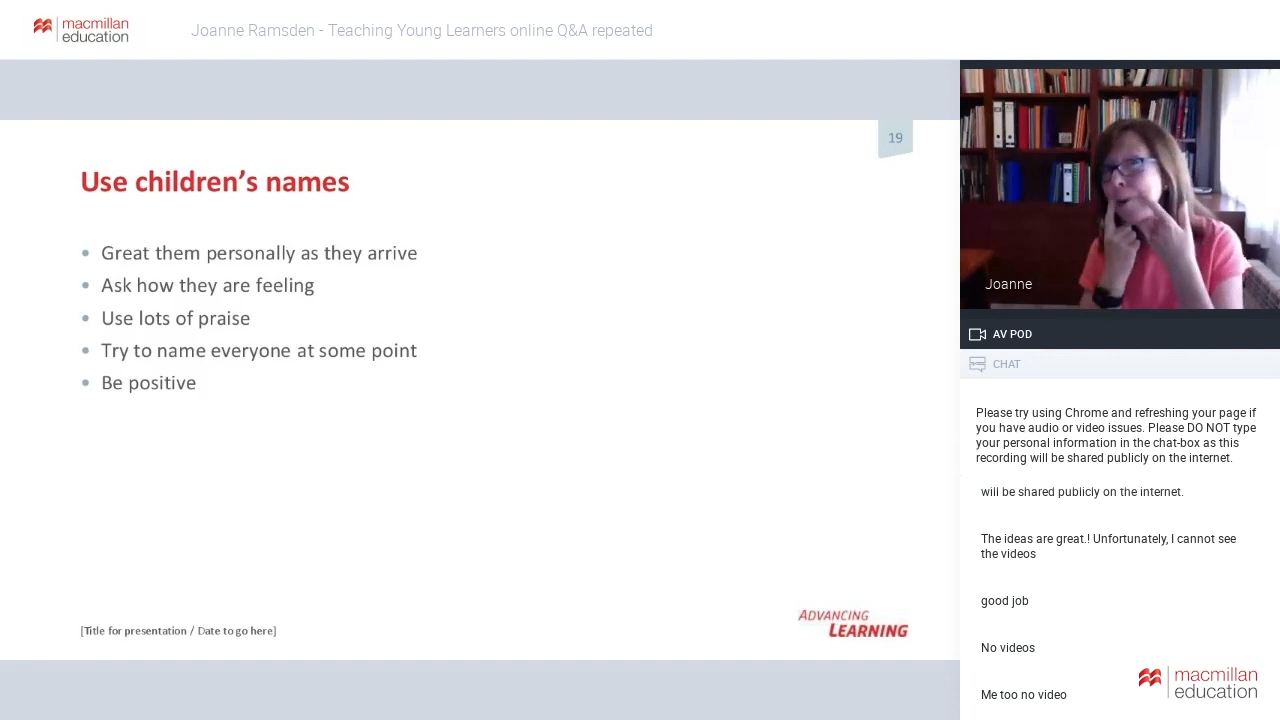 macmillan
education
Joanne Ramsden - Teaching Young Learners online Q&A repeated
19
Use children's names
Great them personally as they arrive
Ask how they are feeling
Use lots of praise
Try to name everyone at some point
Be positive
[Title for presentation / Date to go here]
ADVANCING
LEARNING
Joanne
AV POD
CHAT
Please try using Chrome and refreshing your page if
you have audio or video issues. Please DO NOT type
your personal information in the chat-box as this
recording will be shared publicly on the internet.
will be shared publicly on the internet.
The ideas are great.! Unfortunately, I cannot see
the videos
good job
No videos
Me too no video
macmillan
education